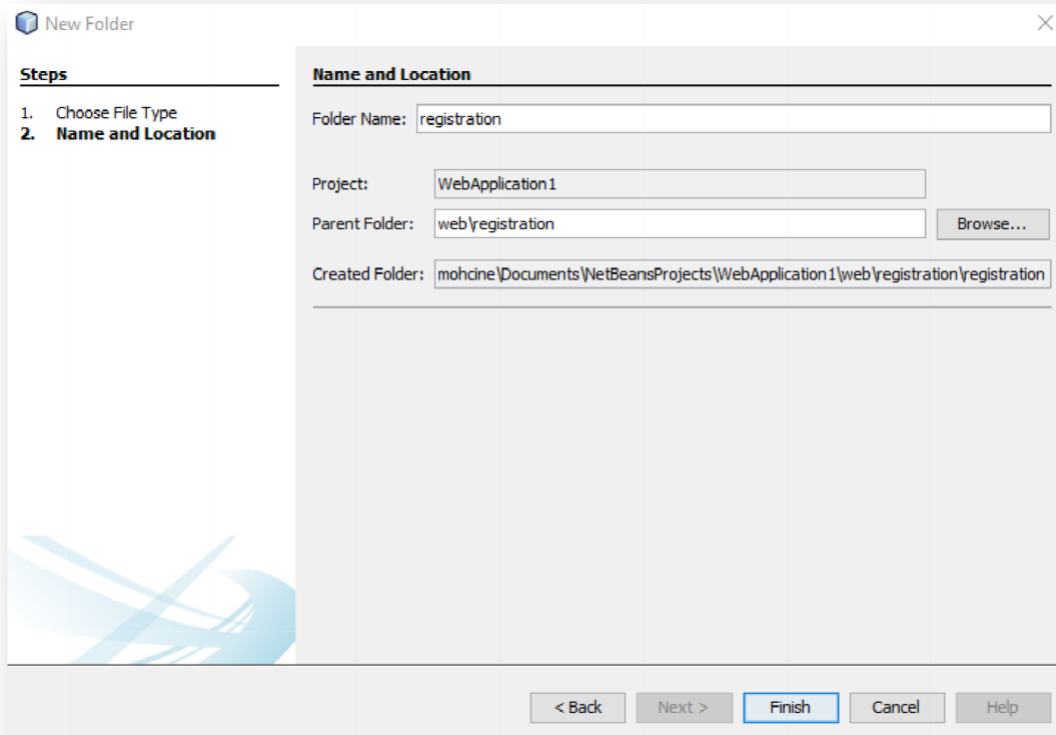 New Folder
Steps
1. Choose File Type
2. Name and Location
Name and Location
Folder Name: registration
Project: WebApplication1
Parent Folder: web\registration Browse...
Created Folder: mohcine\Documents\NetBeansProjects\WebApplication1\web\registration\registration
< Back Next > Finish Cancel Help